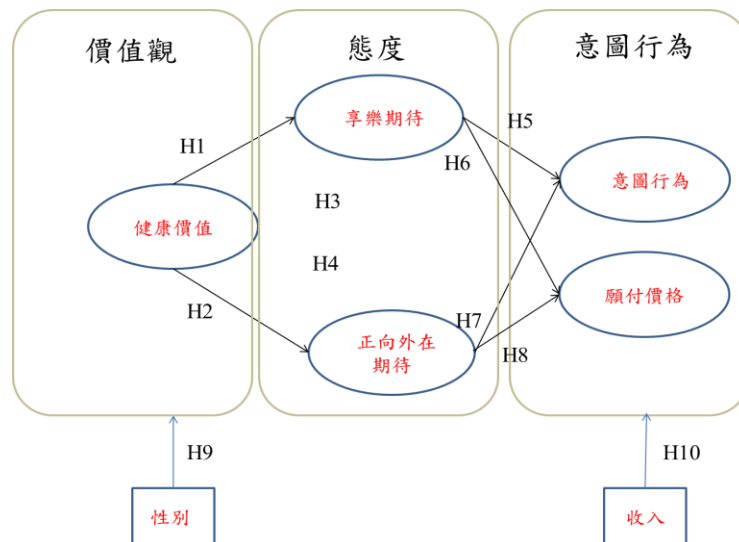 價值觀
態度
意圖行為
享樂期待
H1
H5
H6
意圖行為
H3
健康價值
H4
願付價格
H2
H7
正向外在
期待
H8
H9
H10
性別
收入